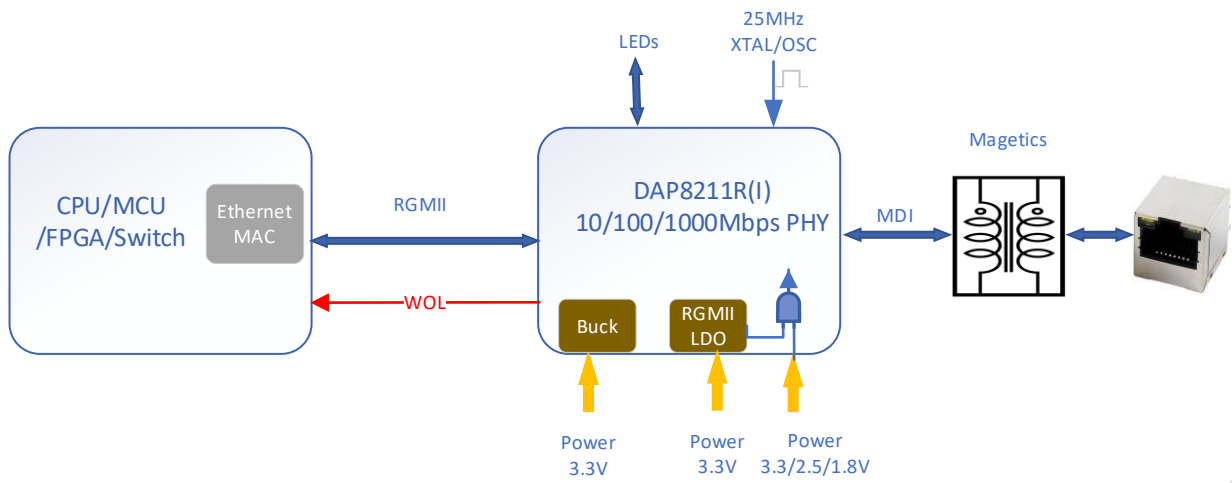 25MHz
XTAL/OSC
LEDs
Magetics
CPU/MCU
/FPGA/Switch
Ethernet
MAC
RGMII
WOL
DAP8211R(I)
10/100/1000Mbps PHY
MDI
Buck
RGMII
LDO
Power
3.3V
Power
3.3V
Power
3.3/2.5/1.8V